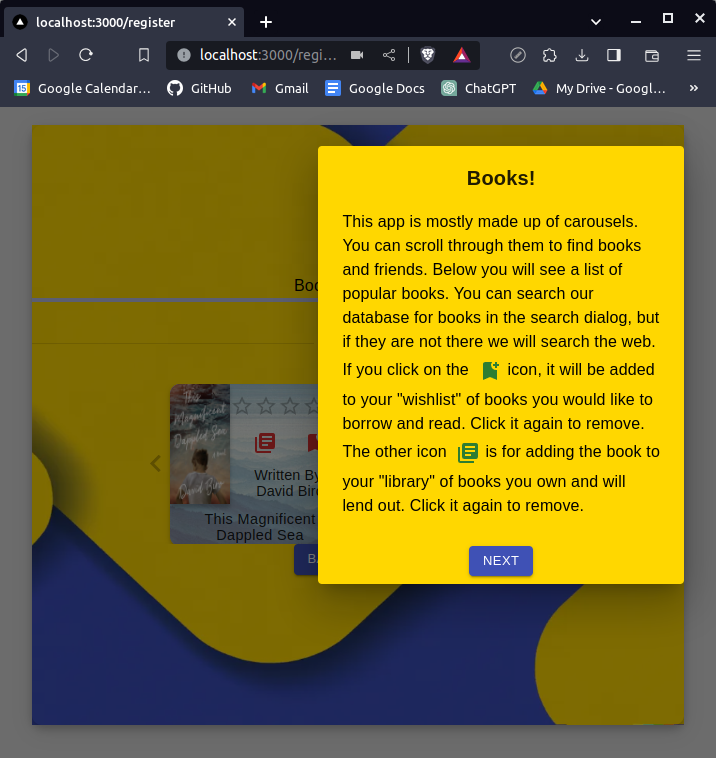 localhost:3000/register
localhost:3000/regi…
Google Calendar…
GitHub
Gmail
Google Docs
ChatGPT
My Drive - Googl…
»
Books!
This app is mostly made up of carousels.
You can scroll through them to find books
and friends. Below you will see a list of
popular books. You can search our
database for books in the search dialog, but
if they are not there we will search the web.
If you click on the icon, it will be added
to your "wishlist" of books you would like to
borrow and read. Click it again to remove.
The other icon is for adding the book to
your "library" of books you own and will
lend out. Click it again to remove.
NEXT
Boo
This
Magnificent
Dappled Sea
David Biro
Written By
David Biro
This Magnificent
Dappled Sea